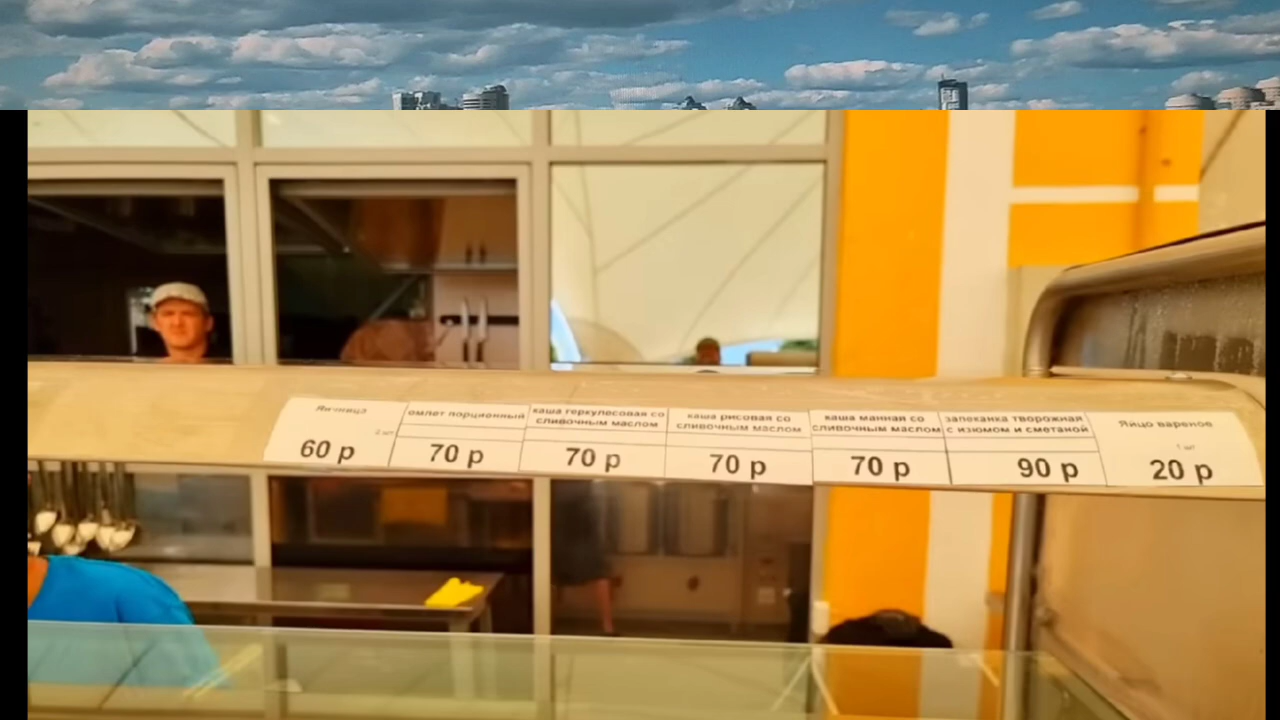 Яичница
2 шт
60 р
омлет порционный
70 р
каша геркулесовая со
сливочным маслом
70 р
каша рисовая со
сливочным маслом
70 р
каша манная со
сливочным маслом
70 р
запеканка творожная
с изюмом и сметаной
90 р
Яйцо вареное
1 шт
20 р